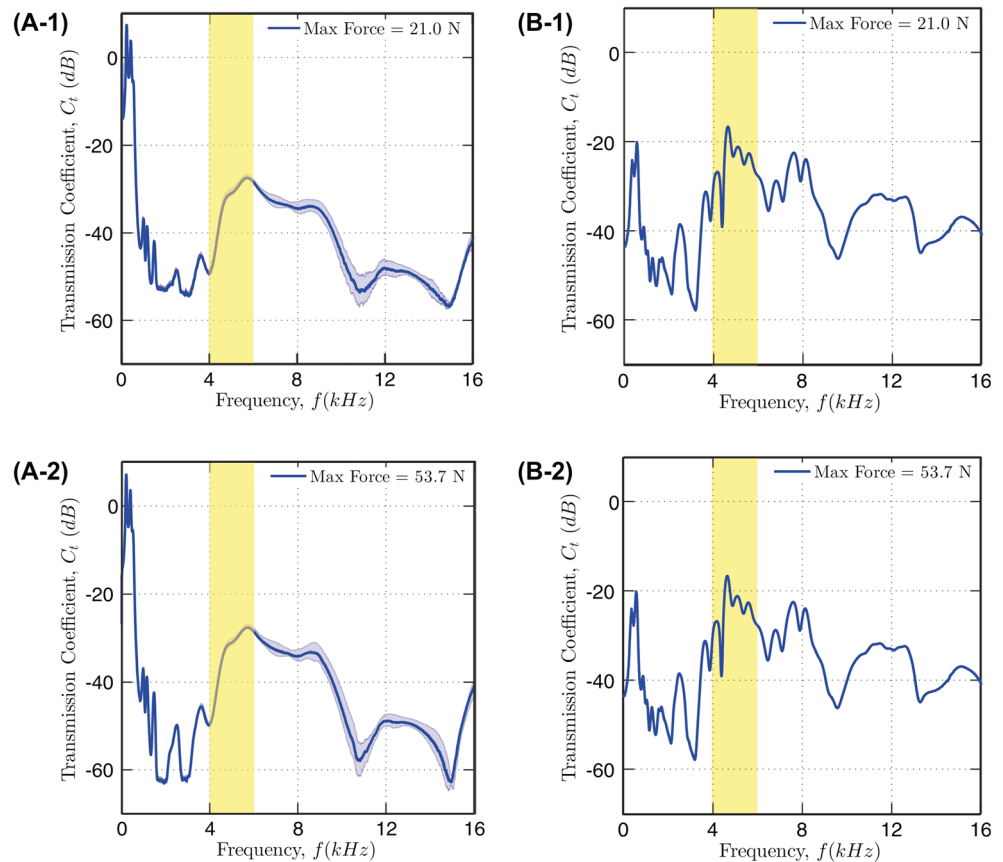 (A-1)
Max Force = 21.0 N
0
-20
-40
-60
Transmission Coefficient, C_t (dB)
0 4 8 12 16
Frequency, f(kHz)
(B-1)
Max Force = 21.0 N
0
-20
-40
-60
Transmission Coefficient, C_t (dB)
0 4 8 12 16
Frequency, f(kHz)
(A-2)
Max Force = 53.7 N
0
-20
-40
-60
Transmission Coefficient, C_t (dB)
0 4 8 12 16
Frequency, f(kHz)
(B-2)
Max Force = 53.7 N
0
-20
-40
-60
Transmission Coefficient, C_t (dB)
0 4 8 12 16
Frequency, f(kHz)